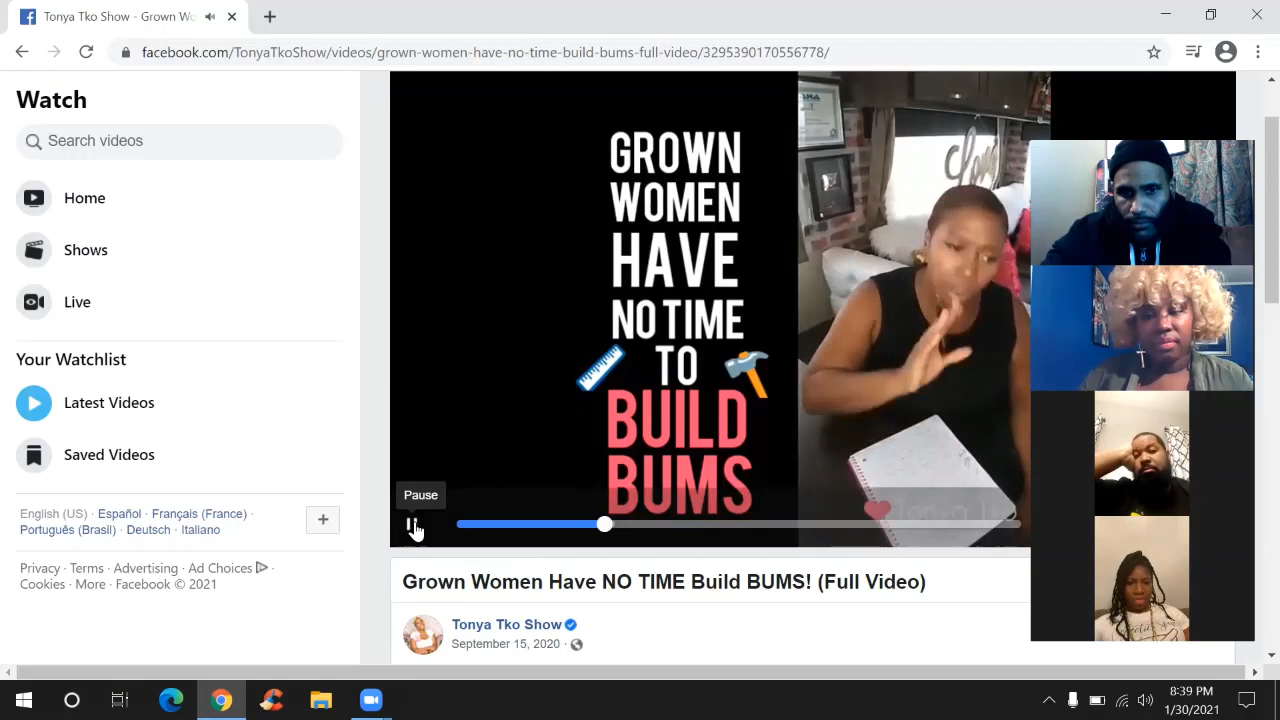 Tonya Tko Show - Grown Wo
facebook.com/TonyaTkoShow/videos/grown-women-have-no-time-build-bums-full-video/3295390170556778/
Watch
Search videos
Home
Shows
Live
Your Watchlist
Latest Videos
Saved Videos
English (US) · Español · Français (France) ·
Português (Brasil) · Deutsch · Italiano
Privacy · Terms · Advertising · Ad Choices ·
Cookies · More · Facebook © 2021
GROWN
WOMEN
HAVE
NO TIME
TO
BUILD
BUMS
Pause
Grown Women Have NO TIME Build BUMS! (Full Video)
Tonya Tko Show
September 15, 2020 ·
8:39 PM
1/30/2021